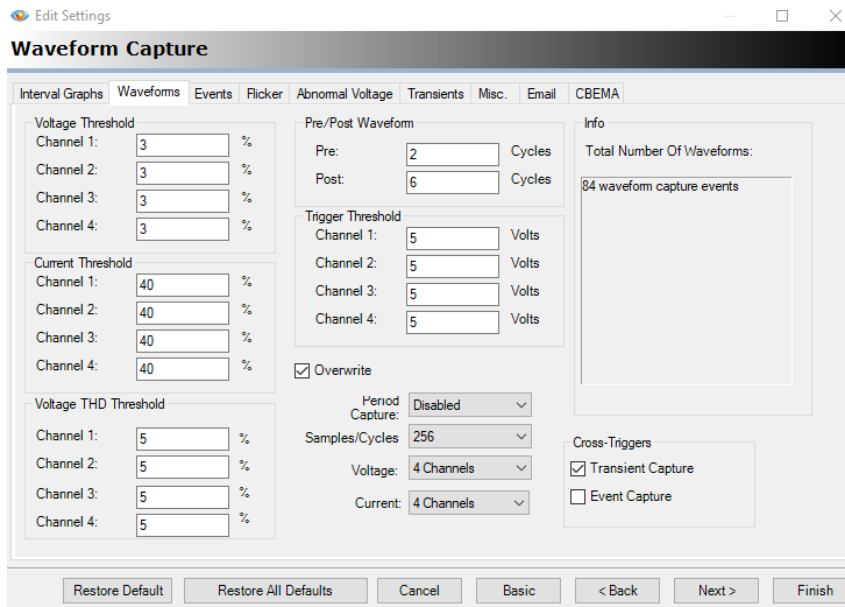 Edit Settings
Waveform Capture
Interval Graphs Waveforms Events Flicker Abnormal Voltage Transients Misc. Email CBEMA
Voltage Threshold
Channel 1: 3 %
Channel 2: 3 %
Channel 3: 3 %
Channel 4: 3 %
Current Threshold
Channel 1: 40 %
Channel 2: 40 %
Channel 3: 40 %
Channel 4: 40 %
Voltage THD Threshold
Channel 1: 5 %
Channel 2: 5 %
Channel 3: 5 %
Channel 4: 5 %
Pre/Post Waveform
Pre: 2 Cycles
Post: 6 Cycles
Trigger Threshold
Channel 1: 5 Volts
Channel 2: 5 Volts
Channel 3: 5 Volts
Channel 4: 5 Volts
Overwrite
Period
Capture: Disabled
Samples/Cycles 256
Voltage: 4 Channels
Current: 4 Channels
Info
Total Number Of Waveforms:
84 waveform capture events
Cross-Triggers
Transient Capture
Event Capture
Restore Default Restore All Defaults Cancel Basic < Back Next > Finish